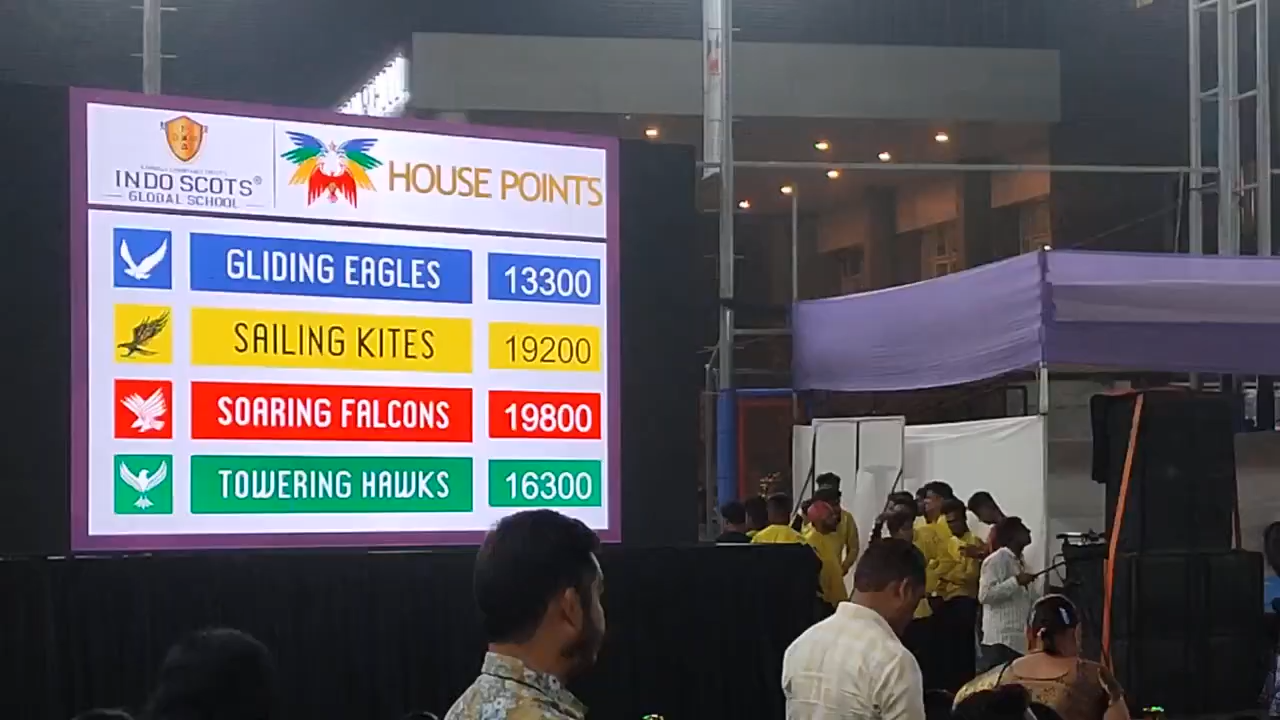 INDO SCOTS®
GLOBAL SCHOOL
HOUSE POINTS
GLIDING EAGLES 13300
SAILING KITES 19200
SOARING FALCONS 19800
TOWERING HAWKS 16300